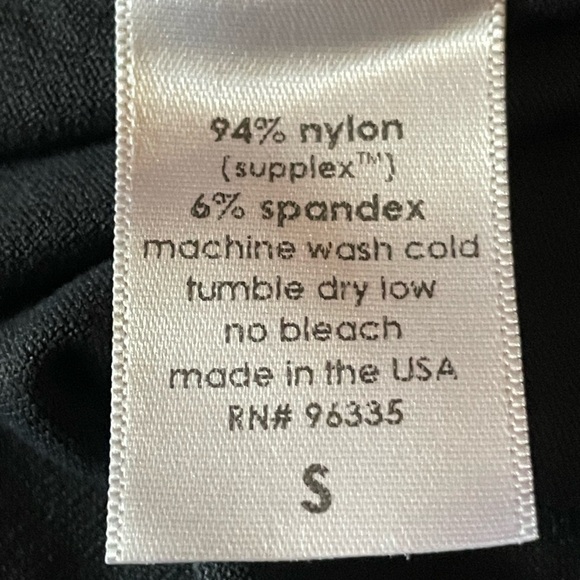 94% nylon
(supplex™)
6% spandex
machine wash cold
tumble dry low
no bleach
made in the USA
RN# 96335
S